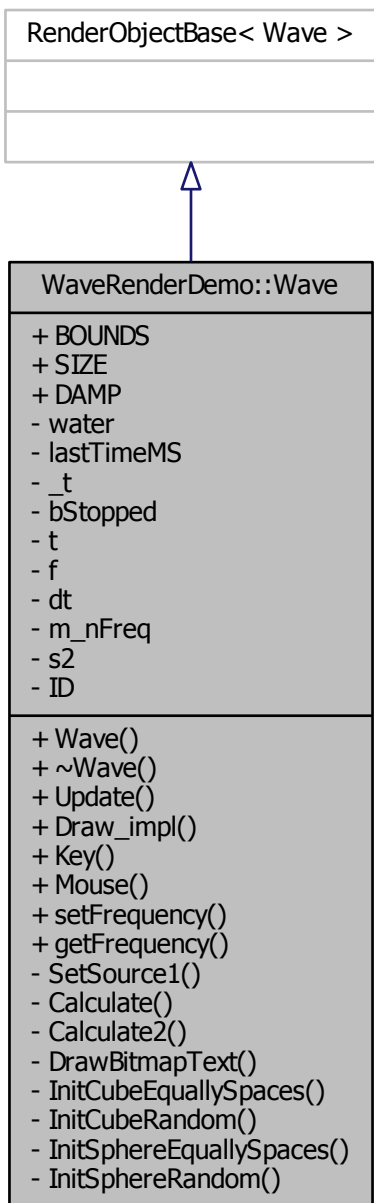 RenderObjectBase< Wave >
WaveRenderDemo::Wave
+ BOUNDS
+ SIZE
+ DAMP
- water
- lastTimeMS
- _t
- bStopped
- t
- f
- dt
- m_nFreq
- s2
- ID
+ Wave()
+ ~Wave()
+ Update()
+ Draw_impl()
+ Key()
+ Mouse()
+ setFrequency()
+ getFrequency()
- SetSource1()
- Calculate()
- Calculate2()
- DrawBitmapText()
- InitCubeEquallySpaces()
- InitCubeRandom()
- InitSphereEquallySpaces()
- InitSphereRandom()